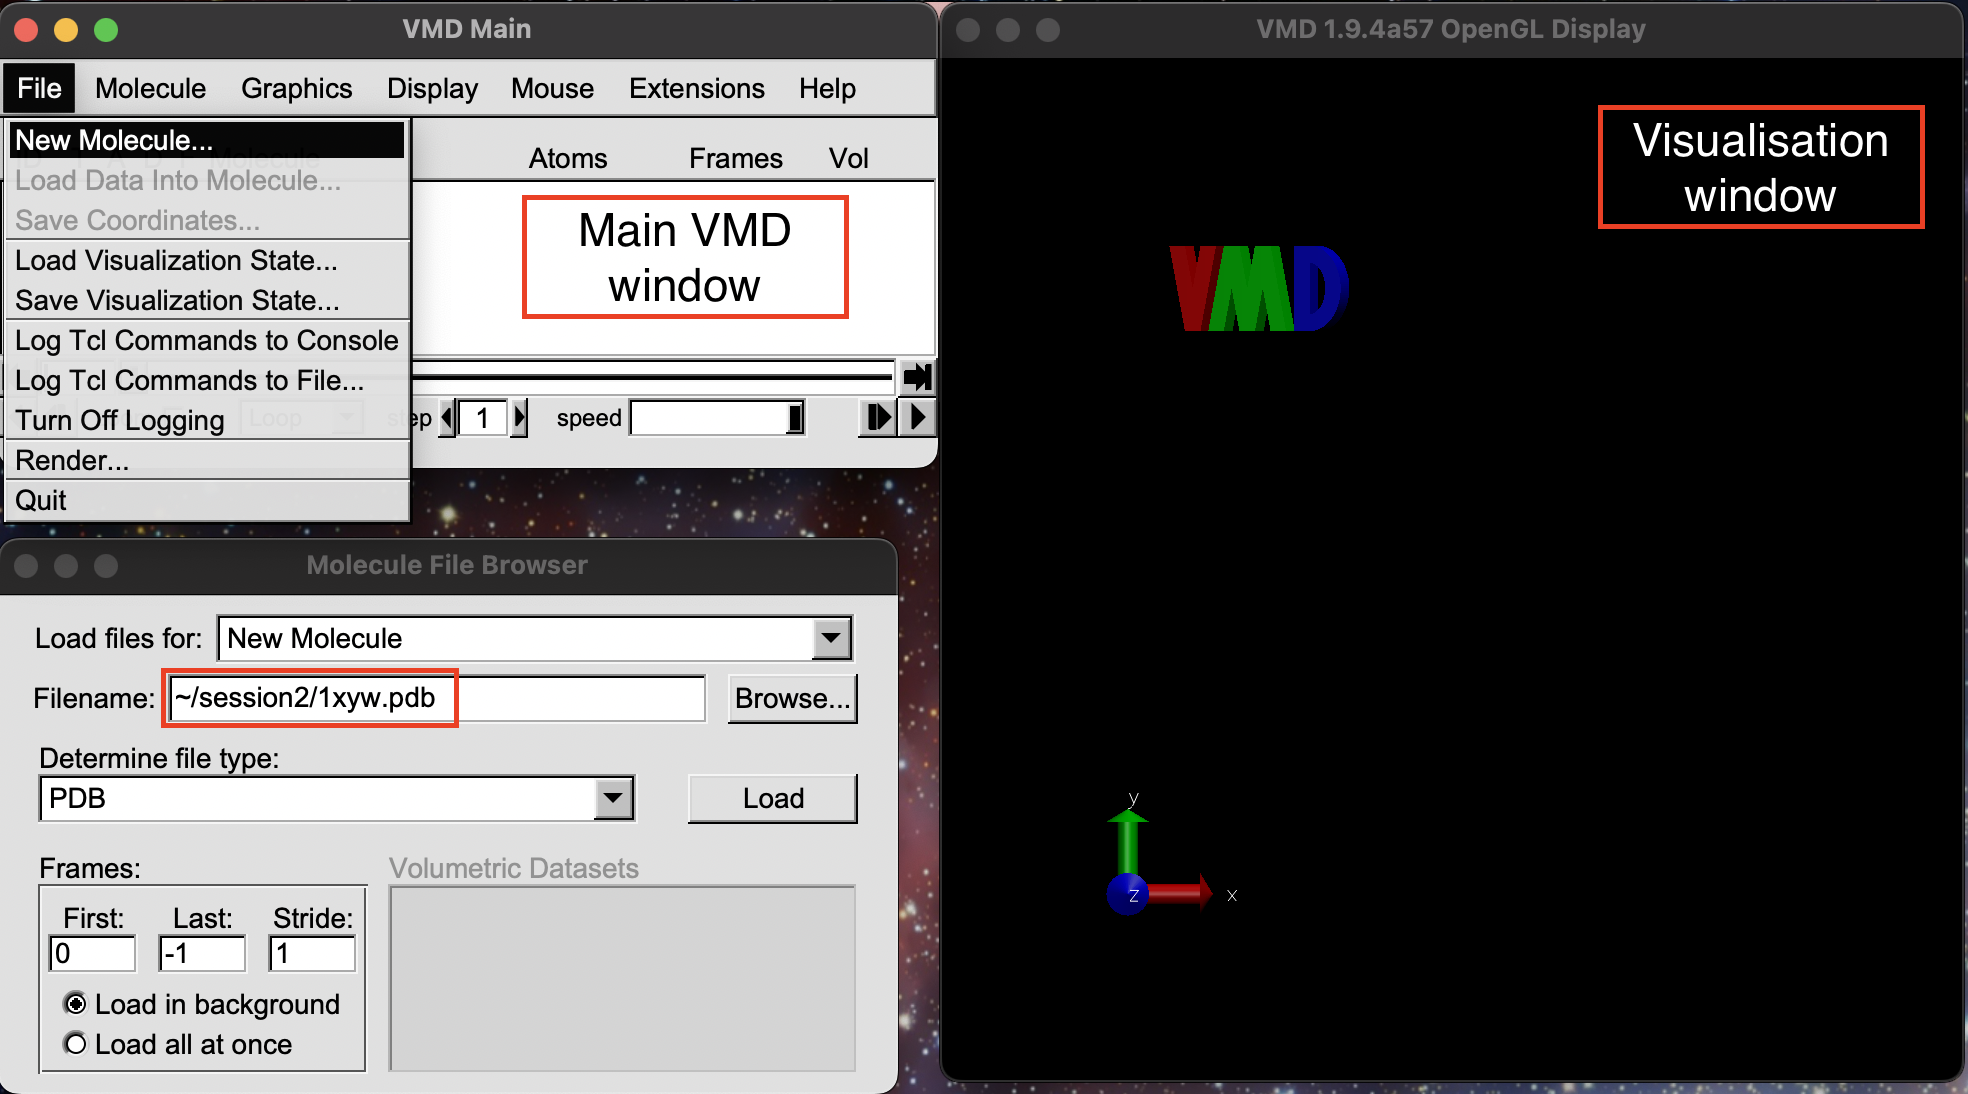 VMD Main
File Molecule Graphics Display Mouse Extensions Help
New Molecule...
Load Data Into Molecule...
Save Coordinates...
Load Visualization State...
Save Visualization State...
Log Tcl Commands to Console
Log Tcl Commands to File...
Turn Off Logging
Render...
Quit
Molecule
Atoms Frames Vol
Main VMD
window
Loop
step 1 speed
Molecule File Browser
Load files for: New Molecule
Filename: ~/session2/1xyw.pdb Browse...
Determine file type:
PDB Load
Frames: Volumetric Datasets
First: Last: Stride:
0 -1 1
Load in background
Load all at once
VMD 1.9.4a57 OpenGL Display
Visualisation
window
VMD
y
z x